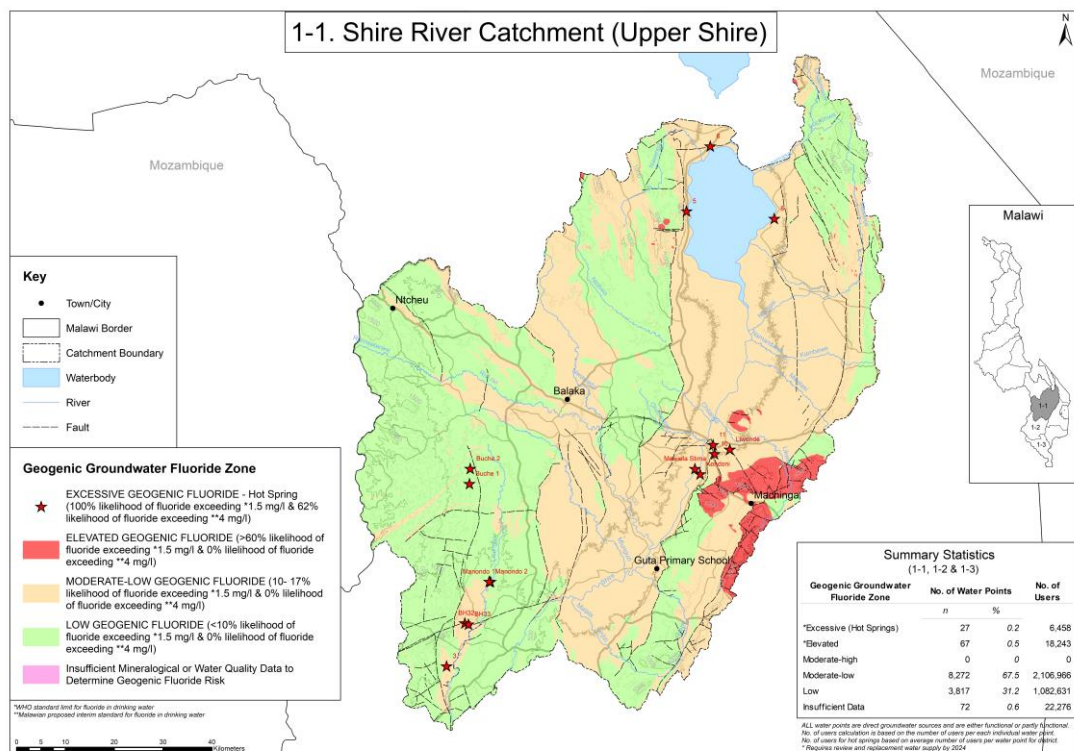 1-1. Shire River Catchment (Upper Shire)
N
Mozambique
Mozambique
Malawi
1-1
1-2
1-3
Key
Town/City
Malawi Border
Catchment Boundary
Waterbody
River
Fault
Geogenic Groundwater Fluoride Zone
EXCESSIVE GEOGENIC FLUORIDE - Hot Spring
(100% likelihood of fluoride exceeding *1.5 mg/l & 62%
likelihood of fluoride exceeding **4 mg/l)
ELEVATED GEOGENIC FLUORIDE (>60% likelihood of
fluoride exceeding *1.5 mg/l & 0% lilelihood of fluoride
exceeding **4 mg/l)
MODERATE-LOW GEOGENIC FLUORIDE (10- 17%
likelihood of fluoride exceeding *1.5 mg/l & 0% lilelihood
of fluoride exceeding **4 mg/l)
LOW GEOGENIC FLUORIDE (<10% likelihood of
fluoride exceeding *1.5 mg/l & 0% lilelihood of fluoride
exceeding **4 mg/l)
Insufficient Mineralogical or Water Quality Data to
Determine Geogenic Fluoride Risk
*WHO standard limit for fluoride in drinking water
**Malawian proposed interim standard for fluoride in drinking water
0 5 10 20 30 40
Kilometers
5
Ntcheu
Balaka
11
Liwonde
Machinga
Guta Primary School
Buche 2
Buche 1
Manondo 1 Manondo 2
BH32 BH33
3
Summary Statistics
(1-1, 1-2 & 1-3)
Geogenic Groundwater Fluoride Zone No. of Water Points No. of Users
n %
*Excessive (Hot Springs) 27 0.2 6,458
*Elevated 67 0.5 18,243
Moderate-high 0 0 0
Moderate-low 8,272 67.5 2,106,966
Low 3,817 31.2 1,082,631
Insufficient Data 72 0.6 22,276
ALL water points are direct groundwater sources and are either functional or partly functional.
No. of users calculation is based on the number of users per each individual water point.
No. of users for hot springs based on average number of users per water point for district.
* Requires review and replacement water supply by 2024